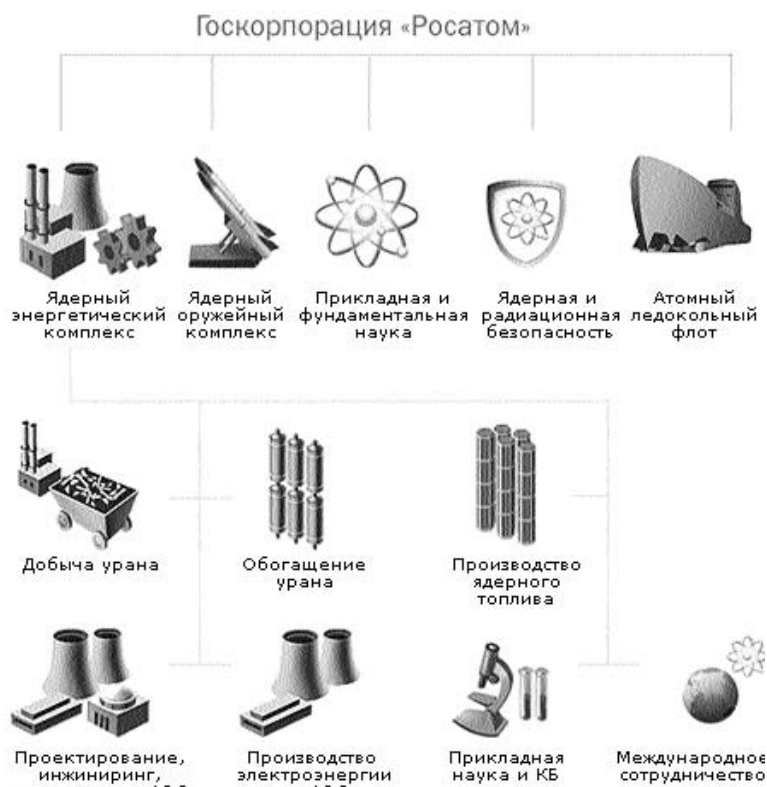 Госкорпорация «Росатом»
Ядерный
энергетический
комплекс
Ядерный
оружейный
комплекс
Прикладная и
фундаментальная
наука
Ядерная и
радиационная
безопасность
Атомный
ледокольный
флот
Добыча урана
Обогащение
урана
Производство
ядерного
топлива
Проектирование,
инжиниринг,
Производство
электроэнергии
Прикладная
наука и КБ
Международное
сотрудничество